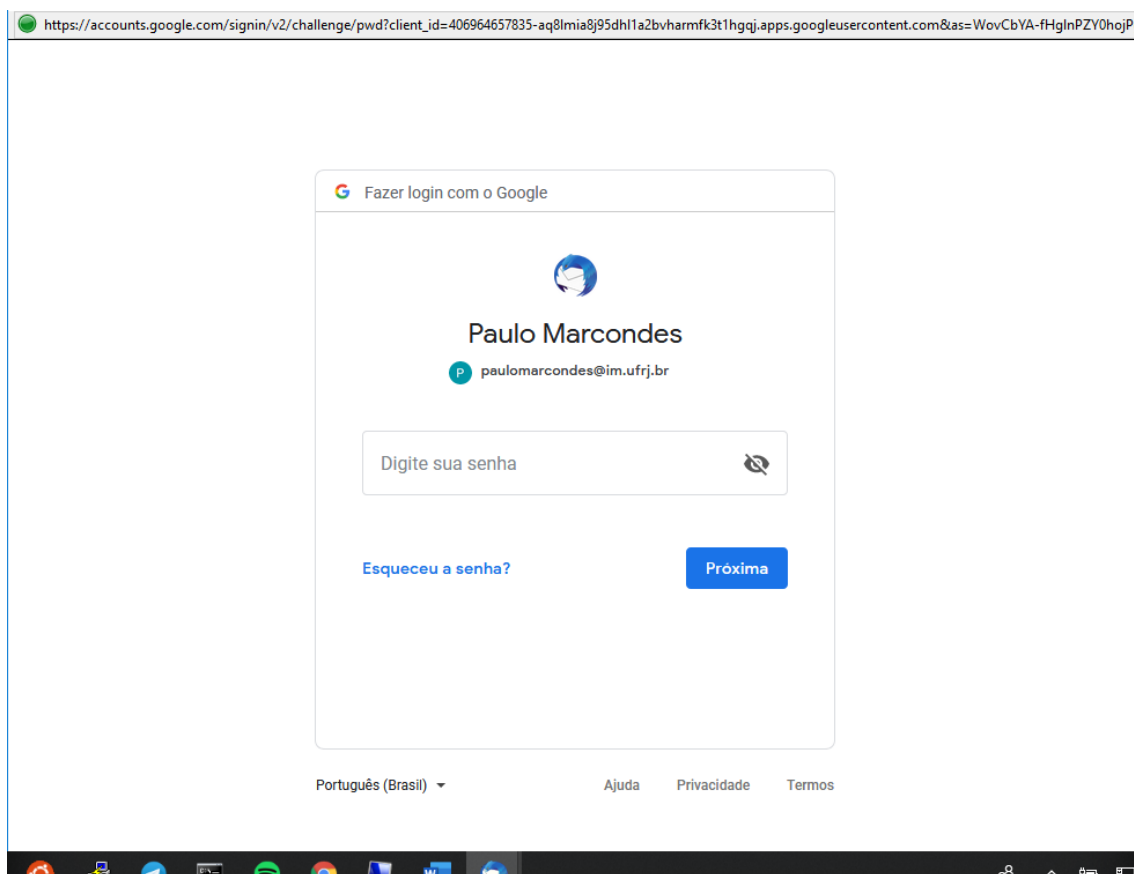 https://accounts.google.com/signin/v2/challenge/pwd?client_id=406964657835-aq8lmia8j95dhl1a2bvharmfk3t1hgqj.apps.googleusercontent.com&as=WovCbYA-fHglnPZY0hojP
Fazer login com o Google
Paulo Marcondes
P paulomarcondes@im.ufrj.br
Digite sua senha
Esqueceu a senha? Próxima
Português (Brasil) Ajuda Privacidade Termos